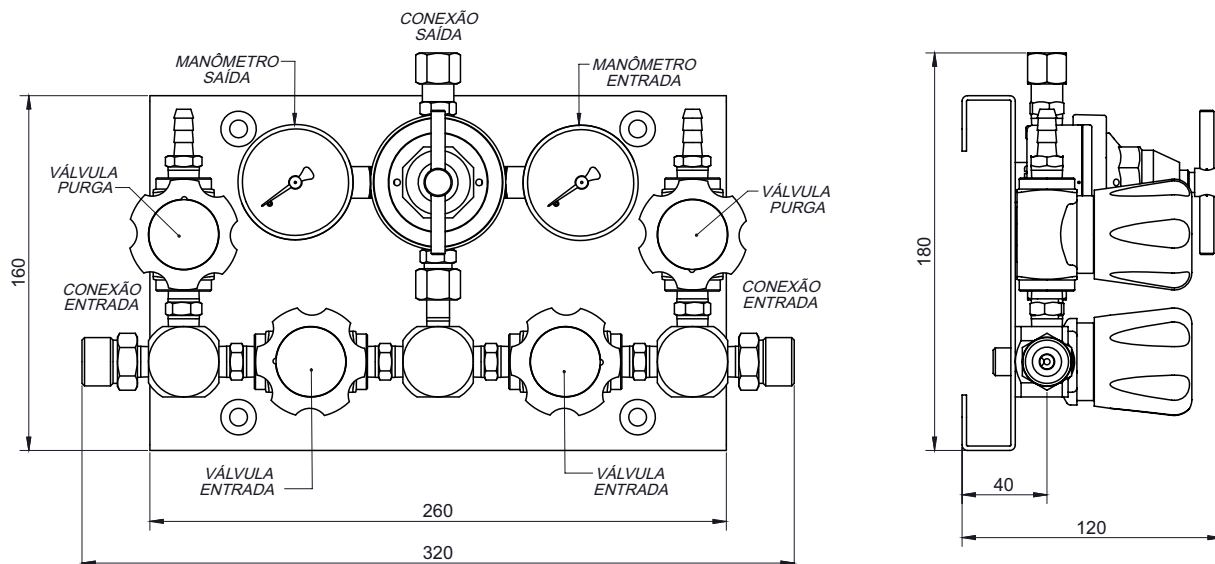 CONEXÃO
SAÍDA
MANÔMETRO
SAÍDA
MANÔMETRO
ENTRADA
VÁLVULA
PURGA
VÁLVULA
PURGA
160
180
CONEXÃO
ENTRADA
CONEXÃO
ENTRADA
VÁLVULA
ENTRADA
VÁLVULA
ENTRADA
40
260
120
320